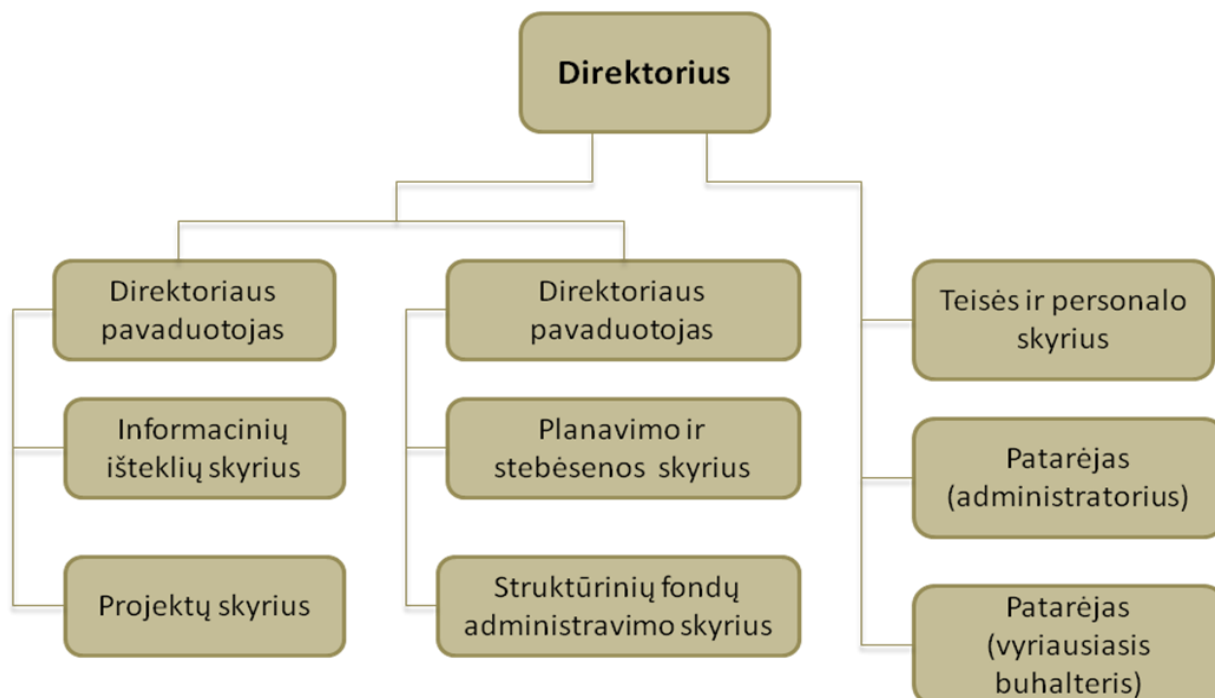 Direktorius
Direktoriaus
pavaduotojas
Informacinių
išteklių skyrius
Projektų skyrius
Direktoriaus
pavaduotojas
Planavimo ir
stebėsenos skyrius
Struktūrinių fondų
administravimo skyrius
Teisės ir personalo
skyrius
Patarėjas
(administratorius)
Patarėjas
(vyriausiasis
buhalteris)